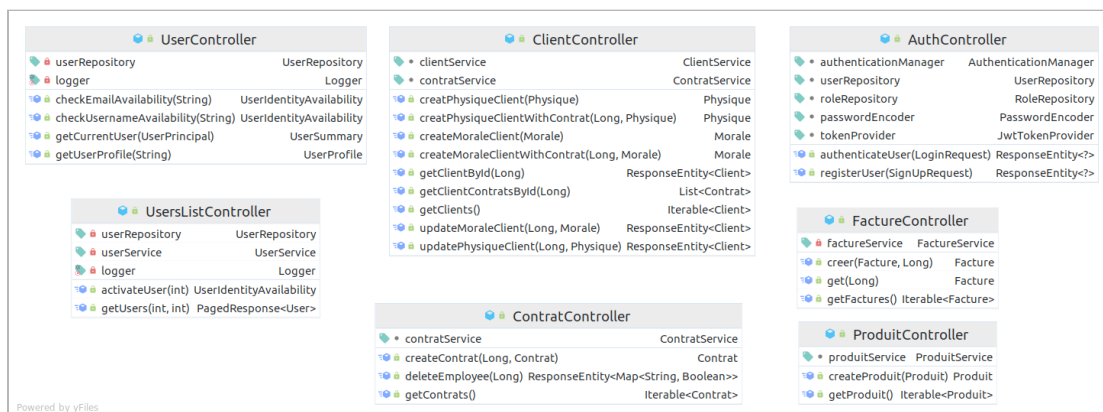 UserController
userRepository UserRepository
logger Logger
checkEmailAvailability(String) UserIdentityAvailability
checkUsernameAvailability(String) UserIdentityAvailability
getCurrentUser(UserPrincipal) UserSummary
getUserProfile(String) UserProfile
ClientController
clientService ClientService
contratService ContratService
creatPhysiqueClient(Physique) Physique
creatPhysiqueClientWithContrat(Long, Physique) Physique
createMoraleClient(Morale) Morale
createMoraleClientWithContrat(Long, Morale) Morale
getClientById(Long) ResponseEntity<Client>
getClientContratsById(Long) List<Contrat>
getClients() Iterable<Client>
updateMoraleClient(Long, Morale) ResponseEntity<Client>
updatePhysiqueClient(Long, Physique) ResponseEntity<Client>
AuthController
authenticationManager AuthenticationManager
userRepository UserRepository
roleRepository RoleRepository
passwordEncoder PasswordEncoder
tokenProvider JwtTokenProvider
authenticateUser(LoginRequest) ResponseEntity<?>
registerUser(SignUpRequest) ResponseEntity<?>
UsersListController
userRepository UserRepository
userService UserService
logger Logger
activateUser(int) UserIdentityAvailability
getUsers(int, int) PagedResponse<User>
FactureController
factureService FactureService
creer(Facture, Long) Facture
get(Long) Facture
getFactures() Iterable<Facture>
ContratController
contratService ContratService
createContrat(Long, Contrat) Contrat
deleteEmployee(Long) ResponseEntity<Map<String, Boolean>>
getContrats() Iterable<Contrat>
ProduitController
produitService ProduitService
createProduit(Produit) Produit
getProduit() Iterable<Produit>
Powered by yFiles